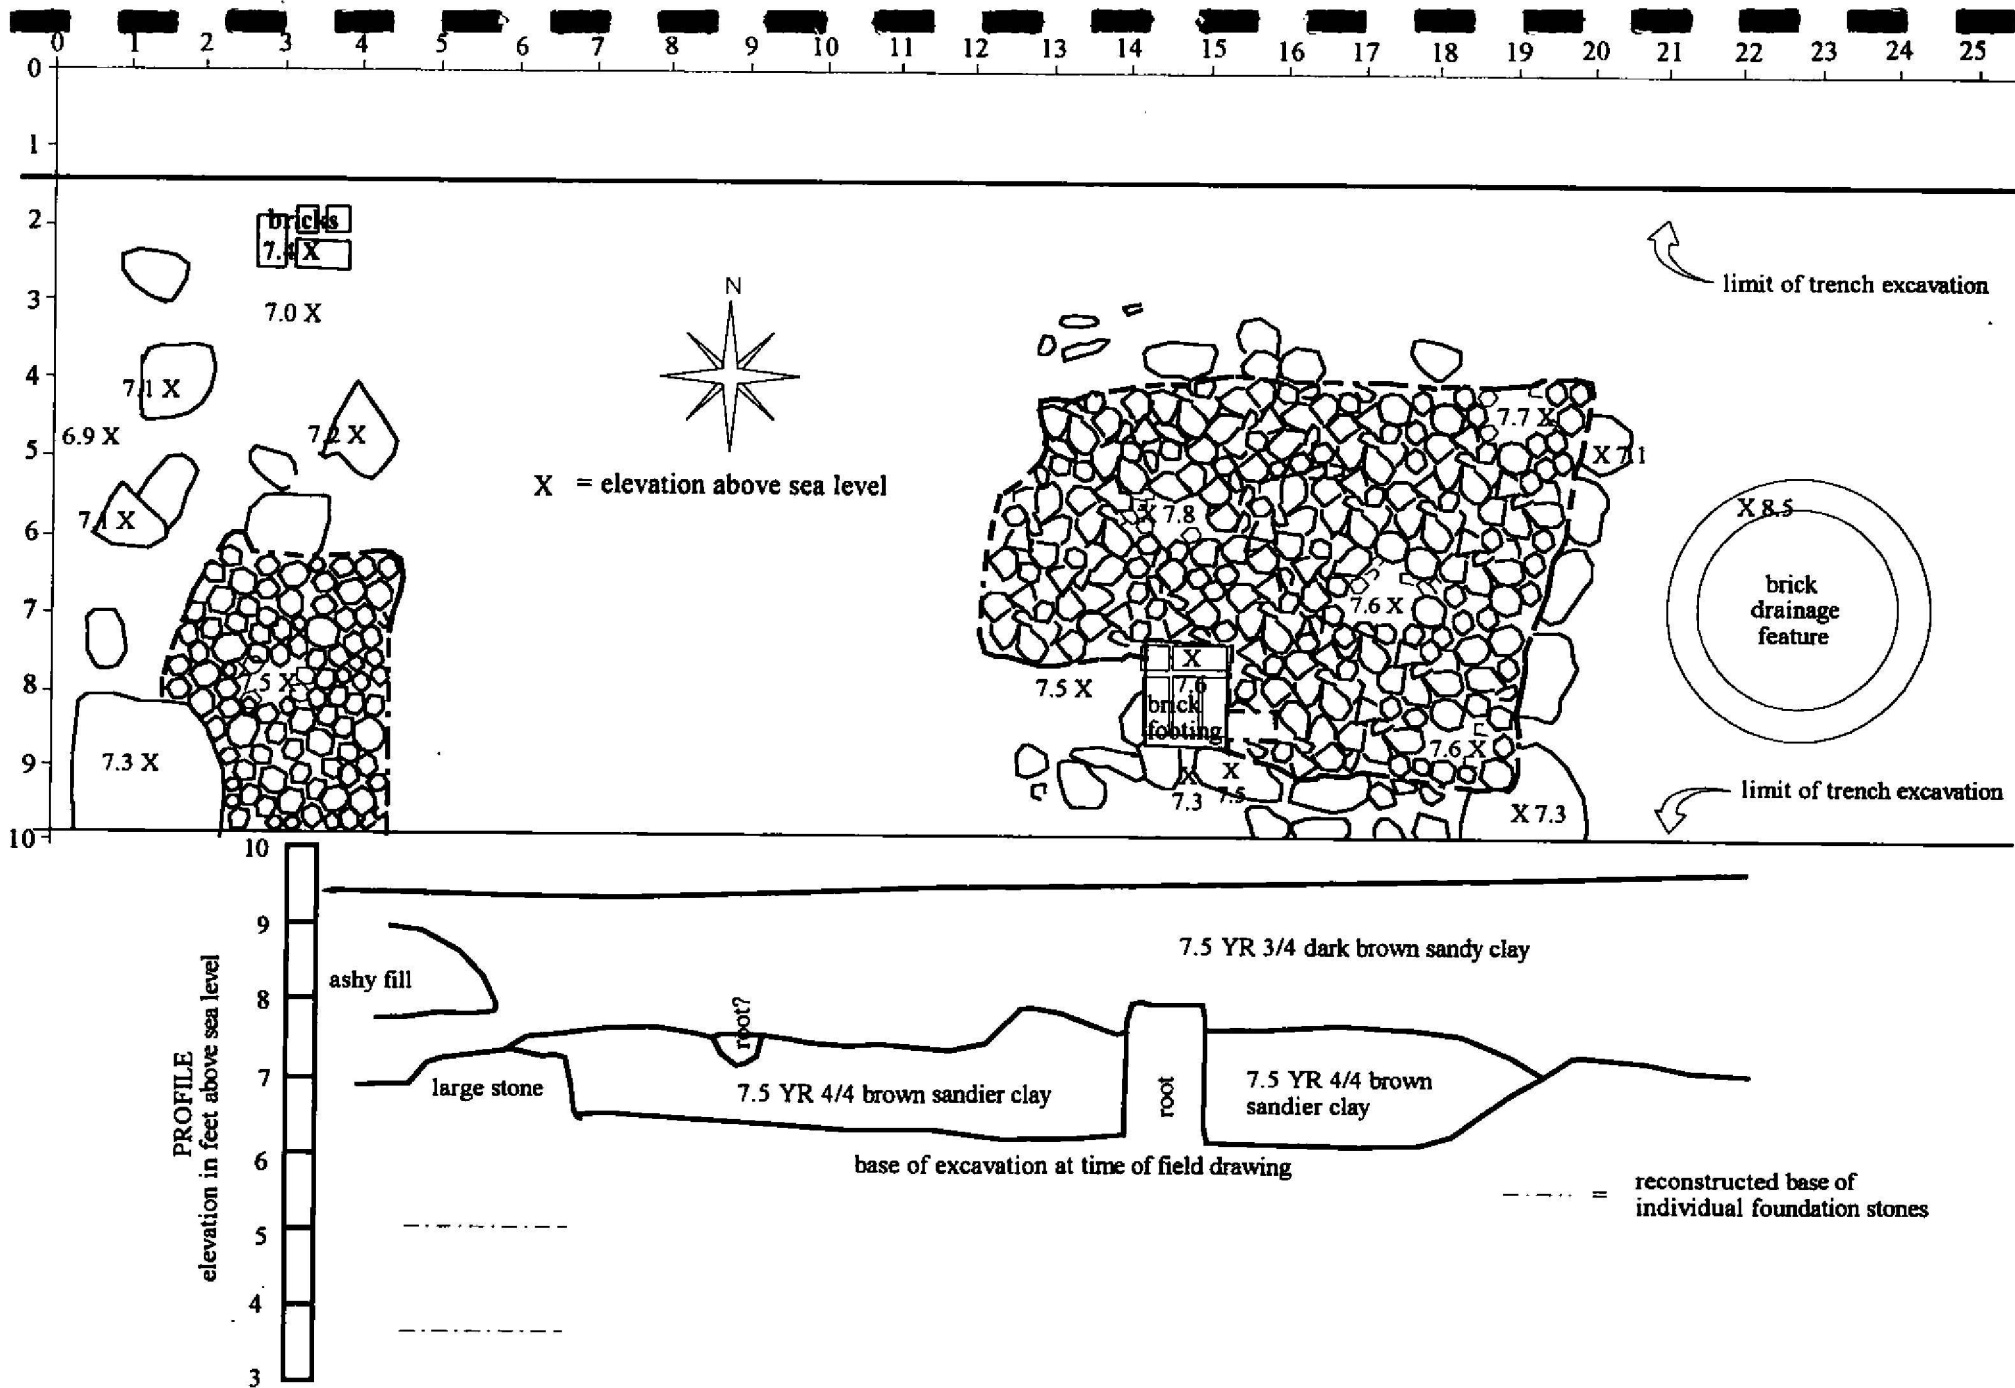 0 1 2 3 4 5 6 7 8 9 10 11 12 13 14 15 16 17 18 19 20 21 22 23 24 25
0
1
2
bricks
7.4 X
limit of trench excavation
3
7.0 X
N
4
7.1 X
7.7 X
6.9 X
7.2 X
5
X 7.1
X = elevation above sea level
7.1 X
X 7.8
X 8.5
6
brick
drainage
feature
7
7.6 X
8
7.5 X
7.5 X
X
7.6
brick
footing
7.6 X
9
7.3 X
X
7.3
X
7.5
limit of trench excavation
X 7.3
10
10
9
8
7
6
5
4
3
PROFILE
elevation in feet above sea level
7.5 YR 3/4 dark brown sandy clay
ashy fill
root?
large stone
7.5 YR 4/4 brown sandier clay
root
7.5 YR 4/4 brown
sandier clay
base of excavation at time of field drawing
= reconstructed base of
individual foundation stones